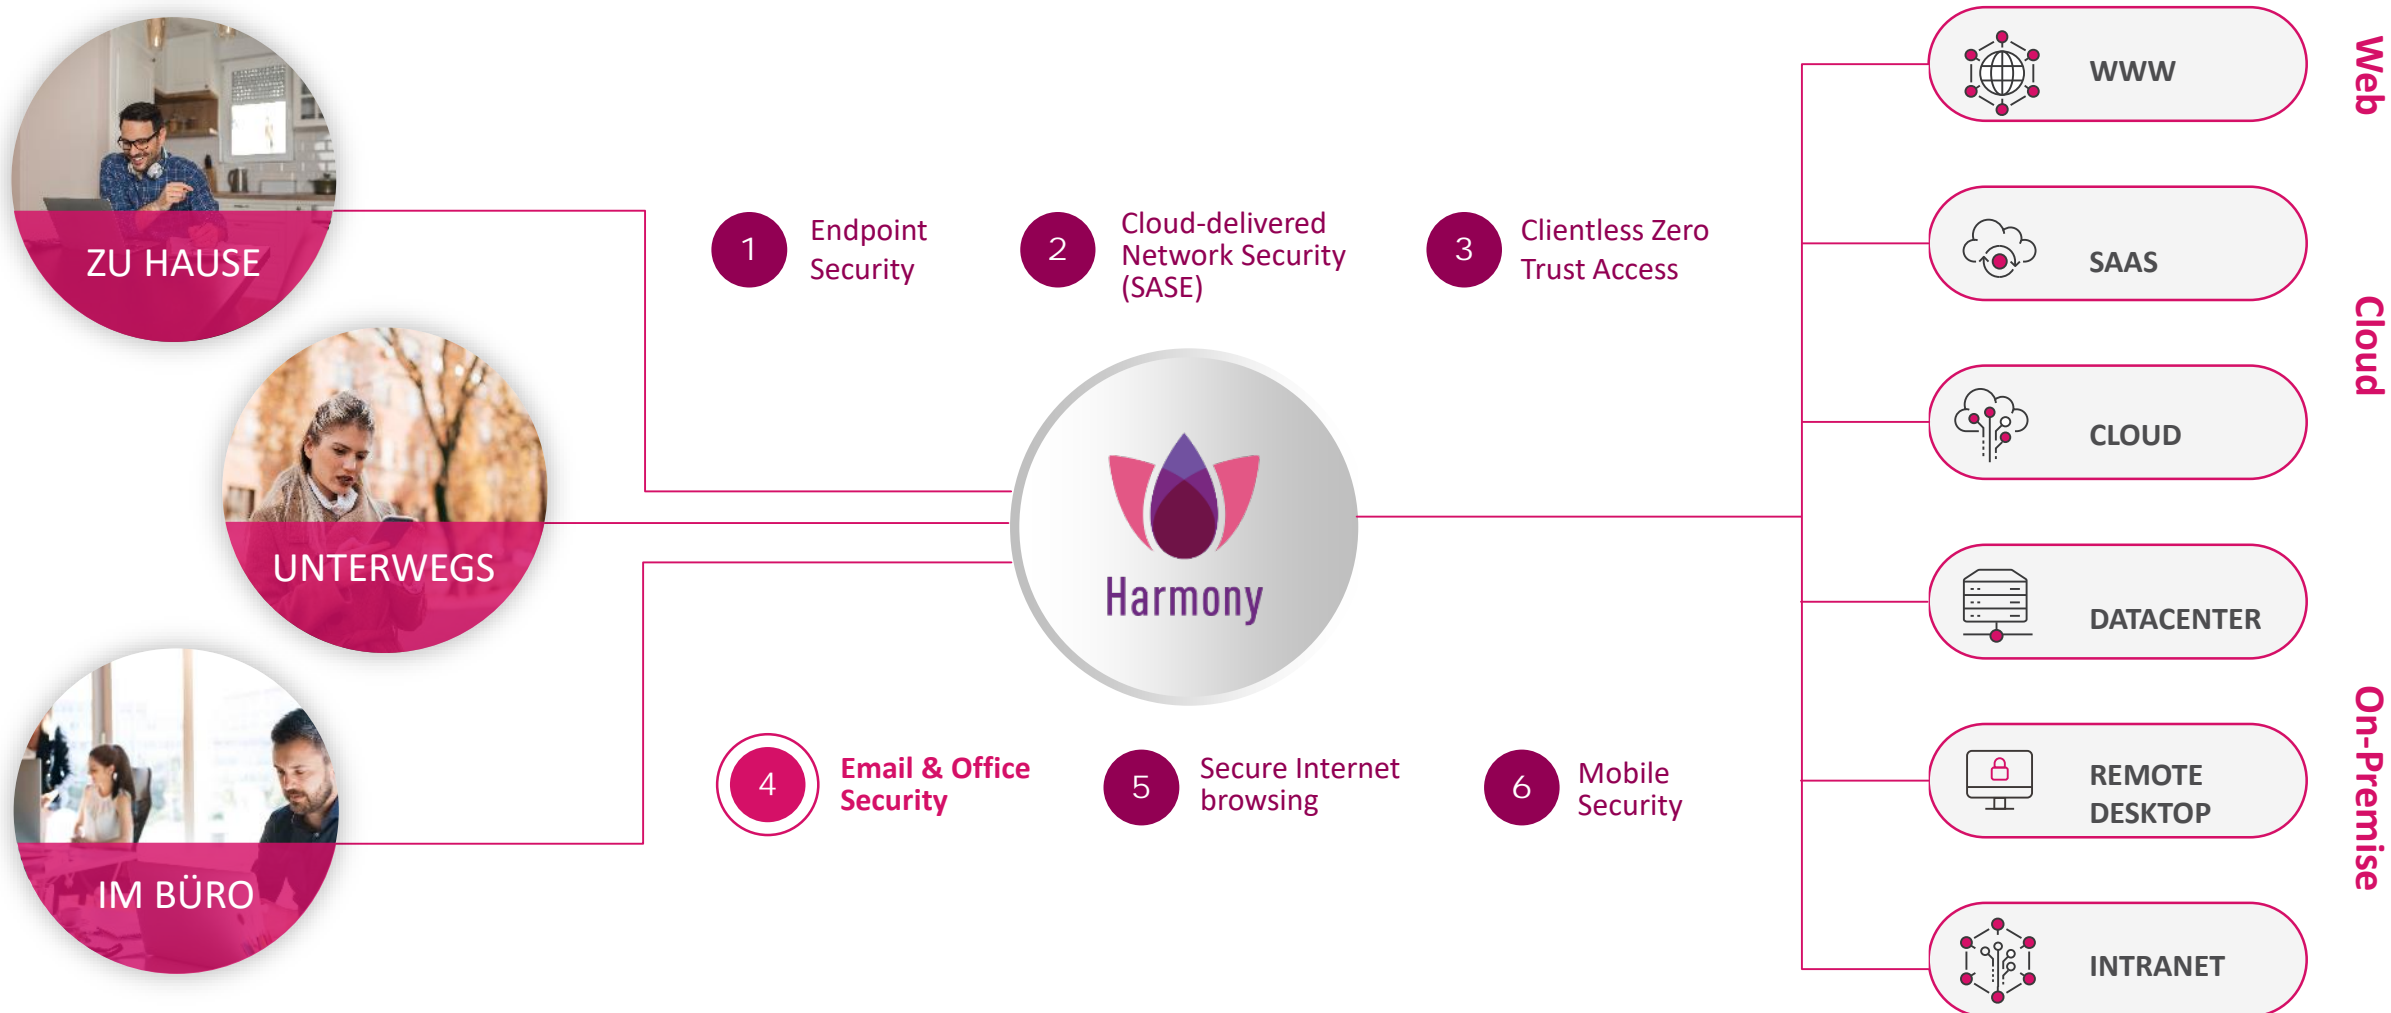 ZU HAUSE
UNTERWEGS
IM BÜRO
1
Endpoint
Security
2
Cloud-delivered
Network Security
(SASE)
3
Clientless Zero
Trust Access
Harmony
4
Email & Office
Security
5
Secure Internet
browsing
6
Mobile
Security
WWW
SAAS
CLOUD
DATACENTER
REMOTE
DESKTOP
INTRANET
Web
Cloud
On-Premise